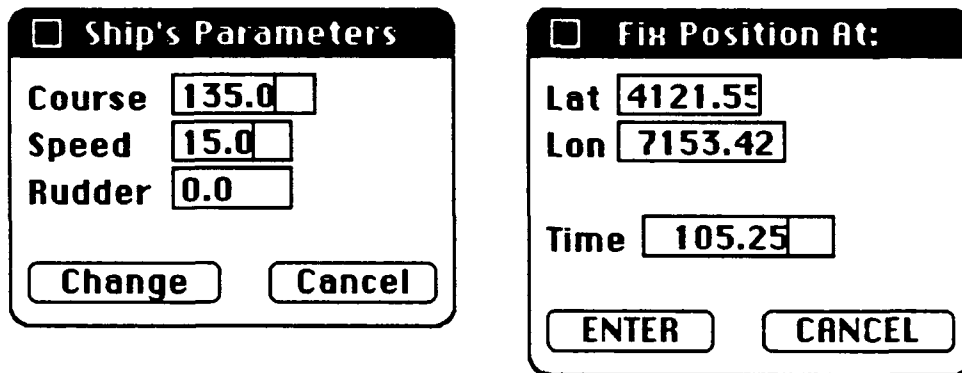 Ship's Parameters
Course 135.0
Speed 15.0
Rudder 0.0
Change Cancel
Fix Position At:
Lat 4121.55
Lon 7153.42
Time 105.25
ENTER CANCEL